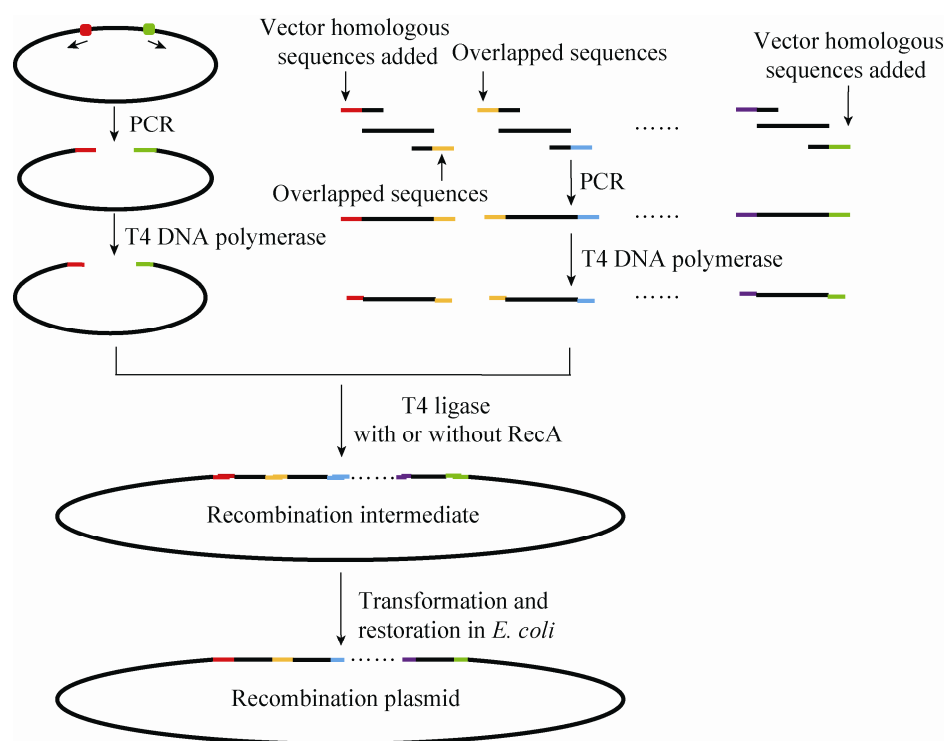 Vector homologous
sequences added
Overlapped sequences
Vector homologous
sequences added
PCR
......
Overlapped sequences
PCR
T4 DNA polymerase
......
T4 DNA polymerase
......
T4 ligase
with or without RecA
......
Recombination intermediate
Transformation and
restoration in E. coli
......
Recombination plasmid